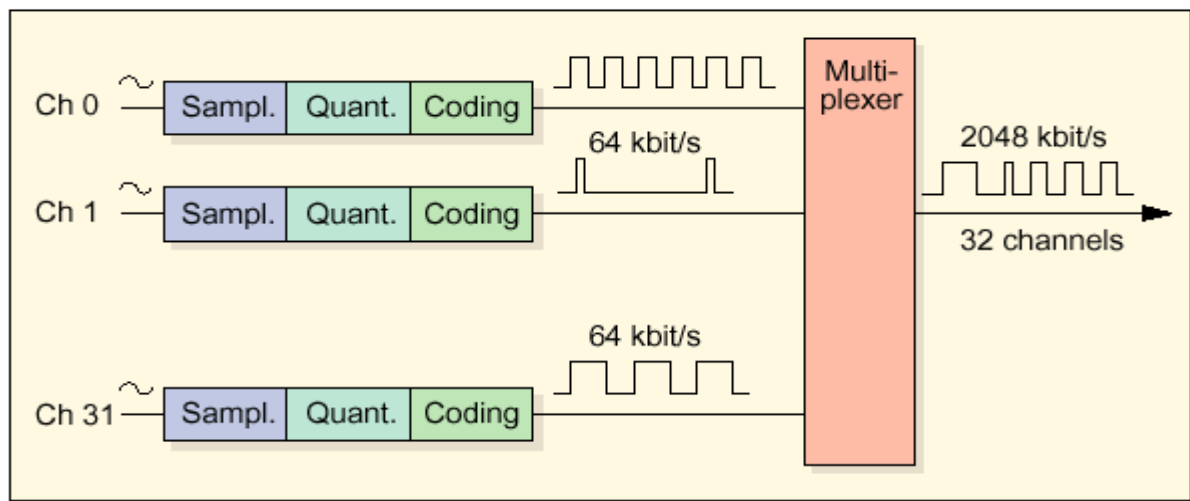 Ch 0
Sampl.
Quant.
Coding
Multi-
plexer
64 kbit/s
2048 kbit/s
Ch 1
Sampl.
Quant.
Coding
32 channels
64 kbit/s
Ch 31
Sampl.
Quant.
Coding